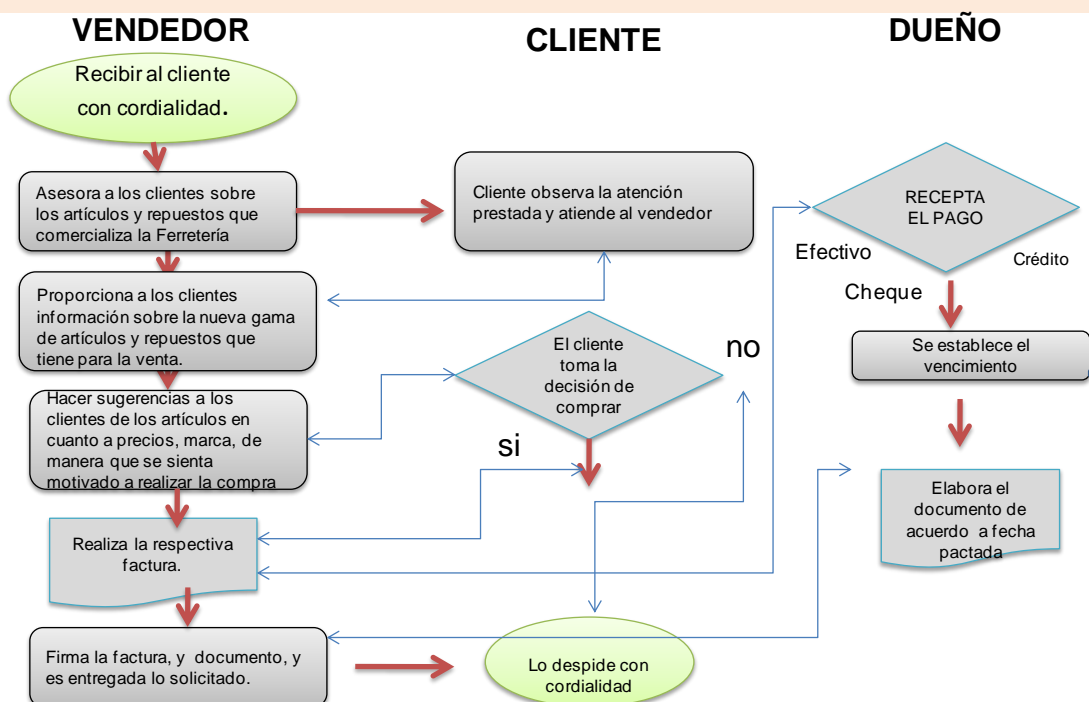 VENDEDOR
CLIENTE
DUEÑO
Recibir al cliente
con cordialidad.
Asesora a los clientes sobre
los artículos y repuestos que
comercializa la Ferretería
Cliente observa la atención
prestada y atiende al vendedor
RECEPTA
EL PAGO
Efectivo
Crédito
Cheque
Proporciona a los clientes
información sobre la nueva gama
de artículos y repuestos que
tiene para la venta.
El cliente
toma la
decisión de
comprar
no
si
Se establece el
vencimiento
Hacer sugerencias a los
clientes de los artículos en
cuanto a precios, marca, de
manera que se sienta
motivado a realizar la compra
Elabora el
documento de
acuerdo a fecha
pactada
Realiza la respectiva
factura.
Firma la factura, y documento, y
es entregada lo solicitado.
Lo despide con
cordialidad